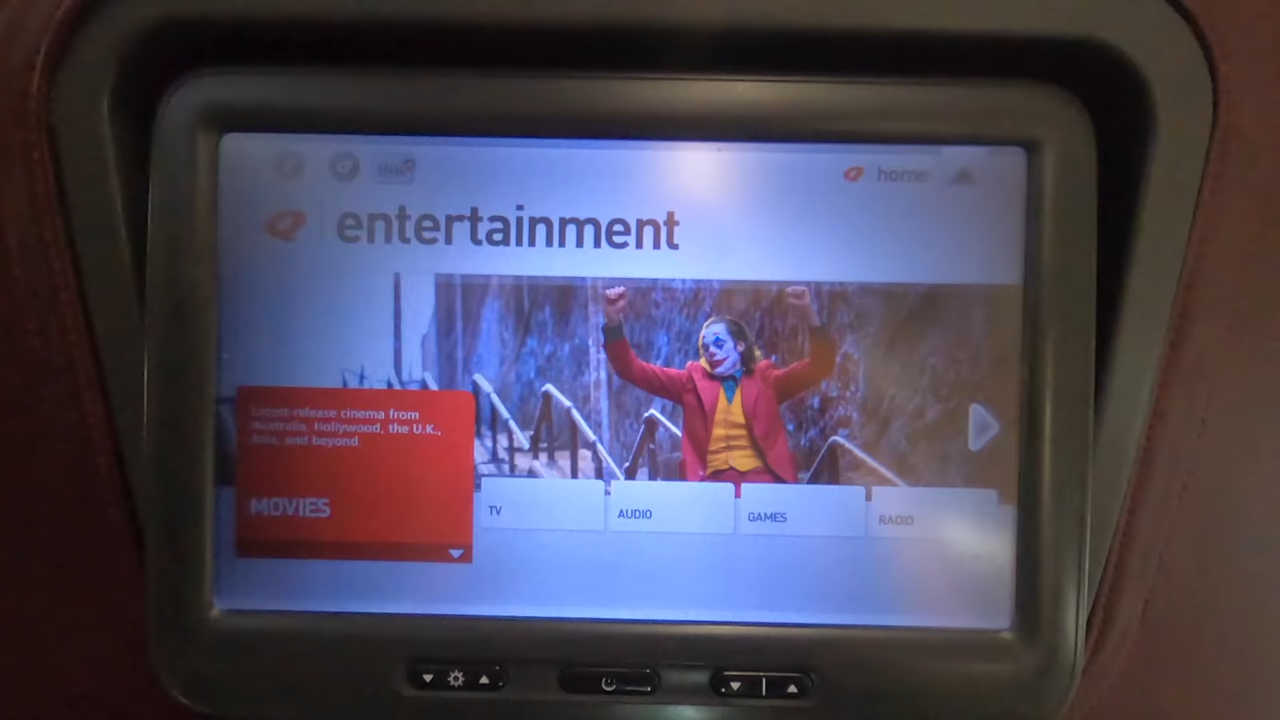 home
entertainment
Latest-release cinema from
Australia, Hollywood, the U.K.,
Asia, and beyond.
MOVIES
TV
AUDIO
GAMES
RADIO